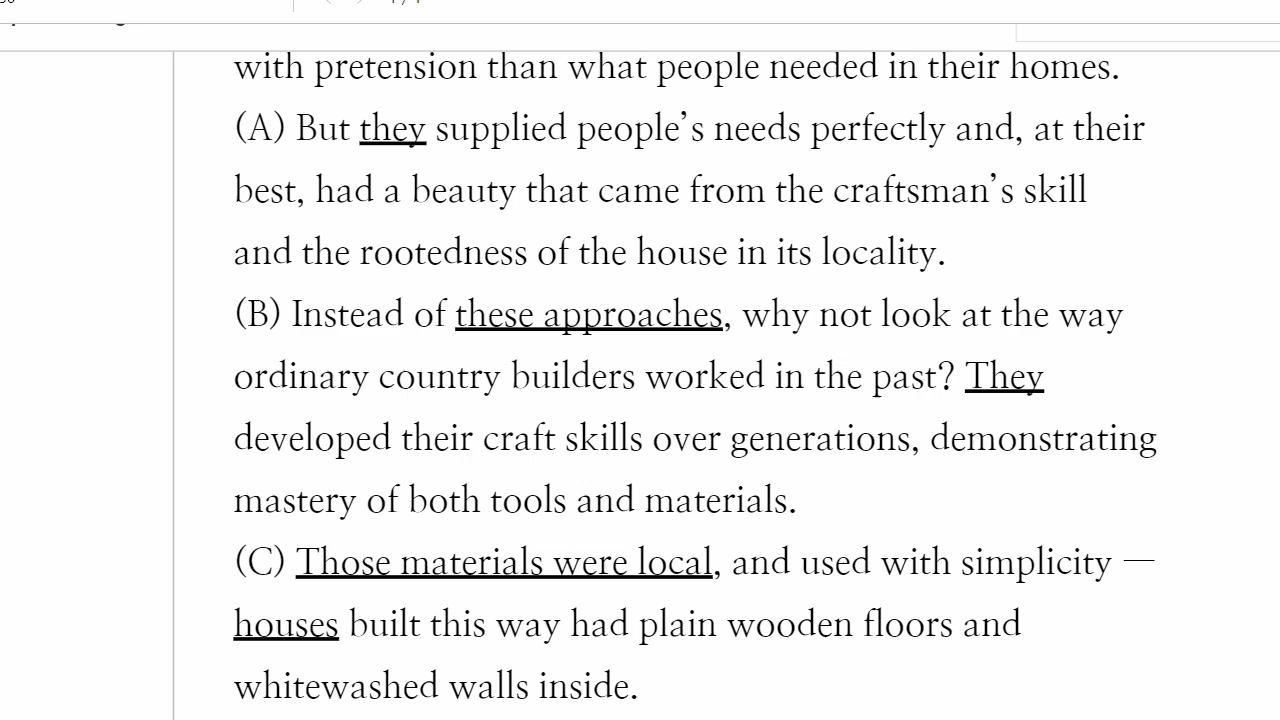 with pretension than what people needed in their homes.
(A) But they supplied people’s needs perfectly and, at their
best, had a beauty that came from the craftsman’s skill
and the rootedness of the house in its locality.
(B) Instead of these approaches, why not look at the way
ordinary country builders worked in the past? They
developed their craft skills over generations, demonstrating
mastery of both tools and materials.
(C) Those materials were local, and used with simplicity —
houses built this way had plain wooden floors and
whitewashed walls inside.